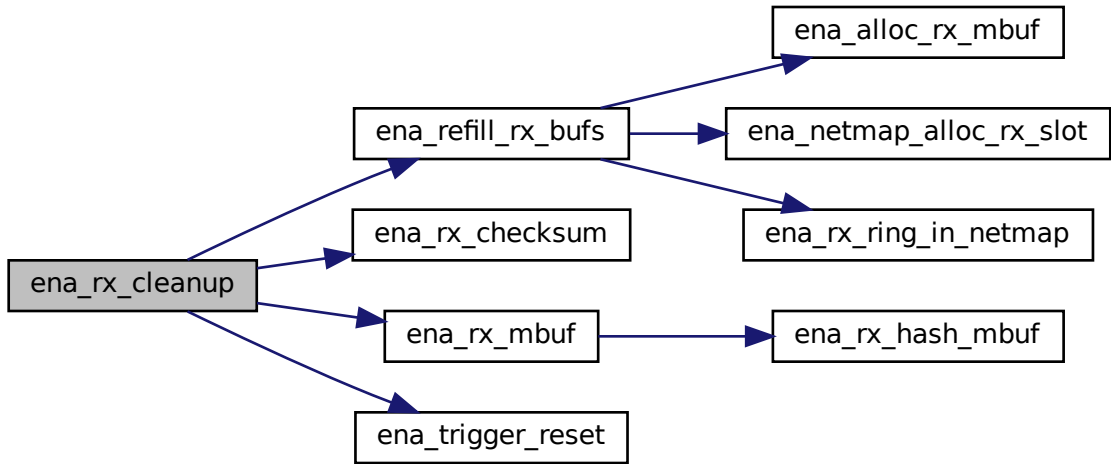 ena_alloc_rx_mbuf
ena_refill_rx_bufs
ena_netmap_alloc_rx_slot
ena_rx_checksum
ena_rx_ring_in_netmap
ena_rx_cleanup
ena_rx_mbuf
ena_rx_hash_mbuf
ena_trigger_reset